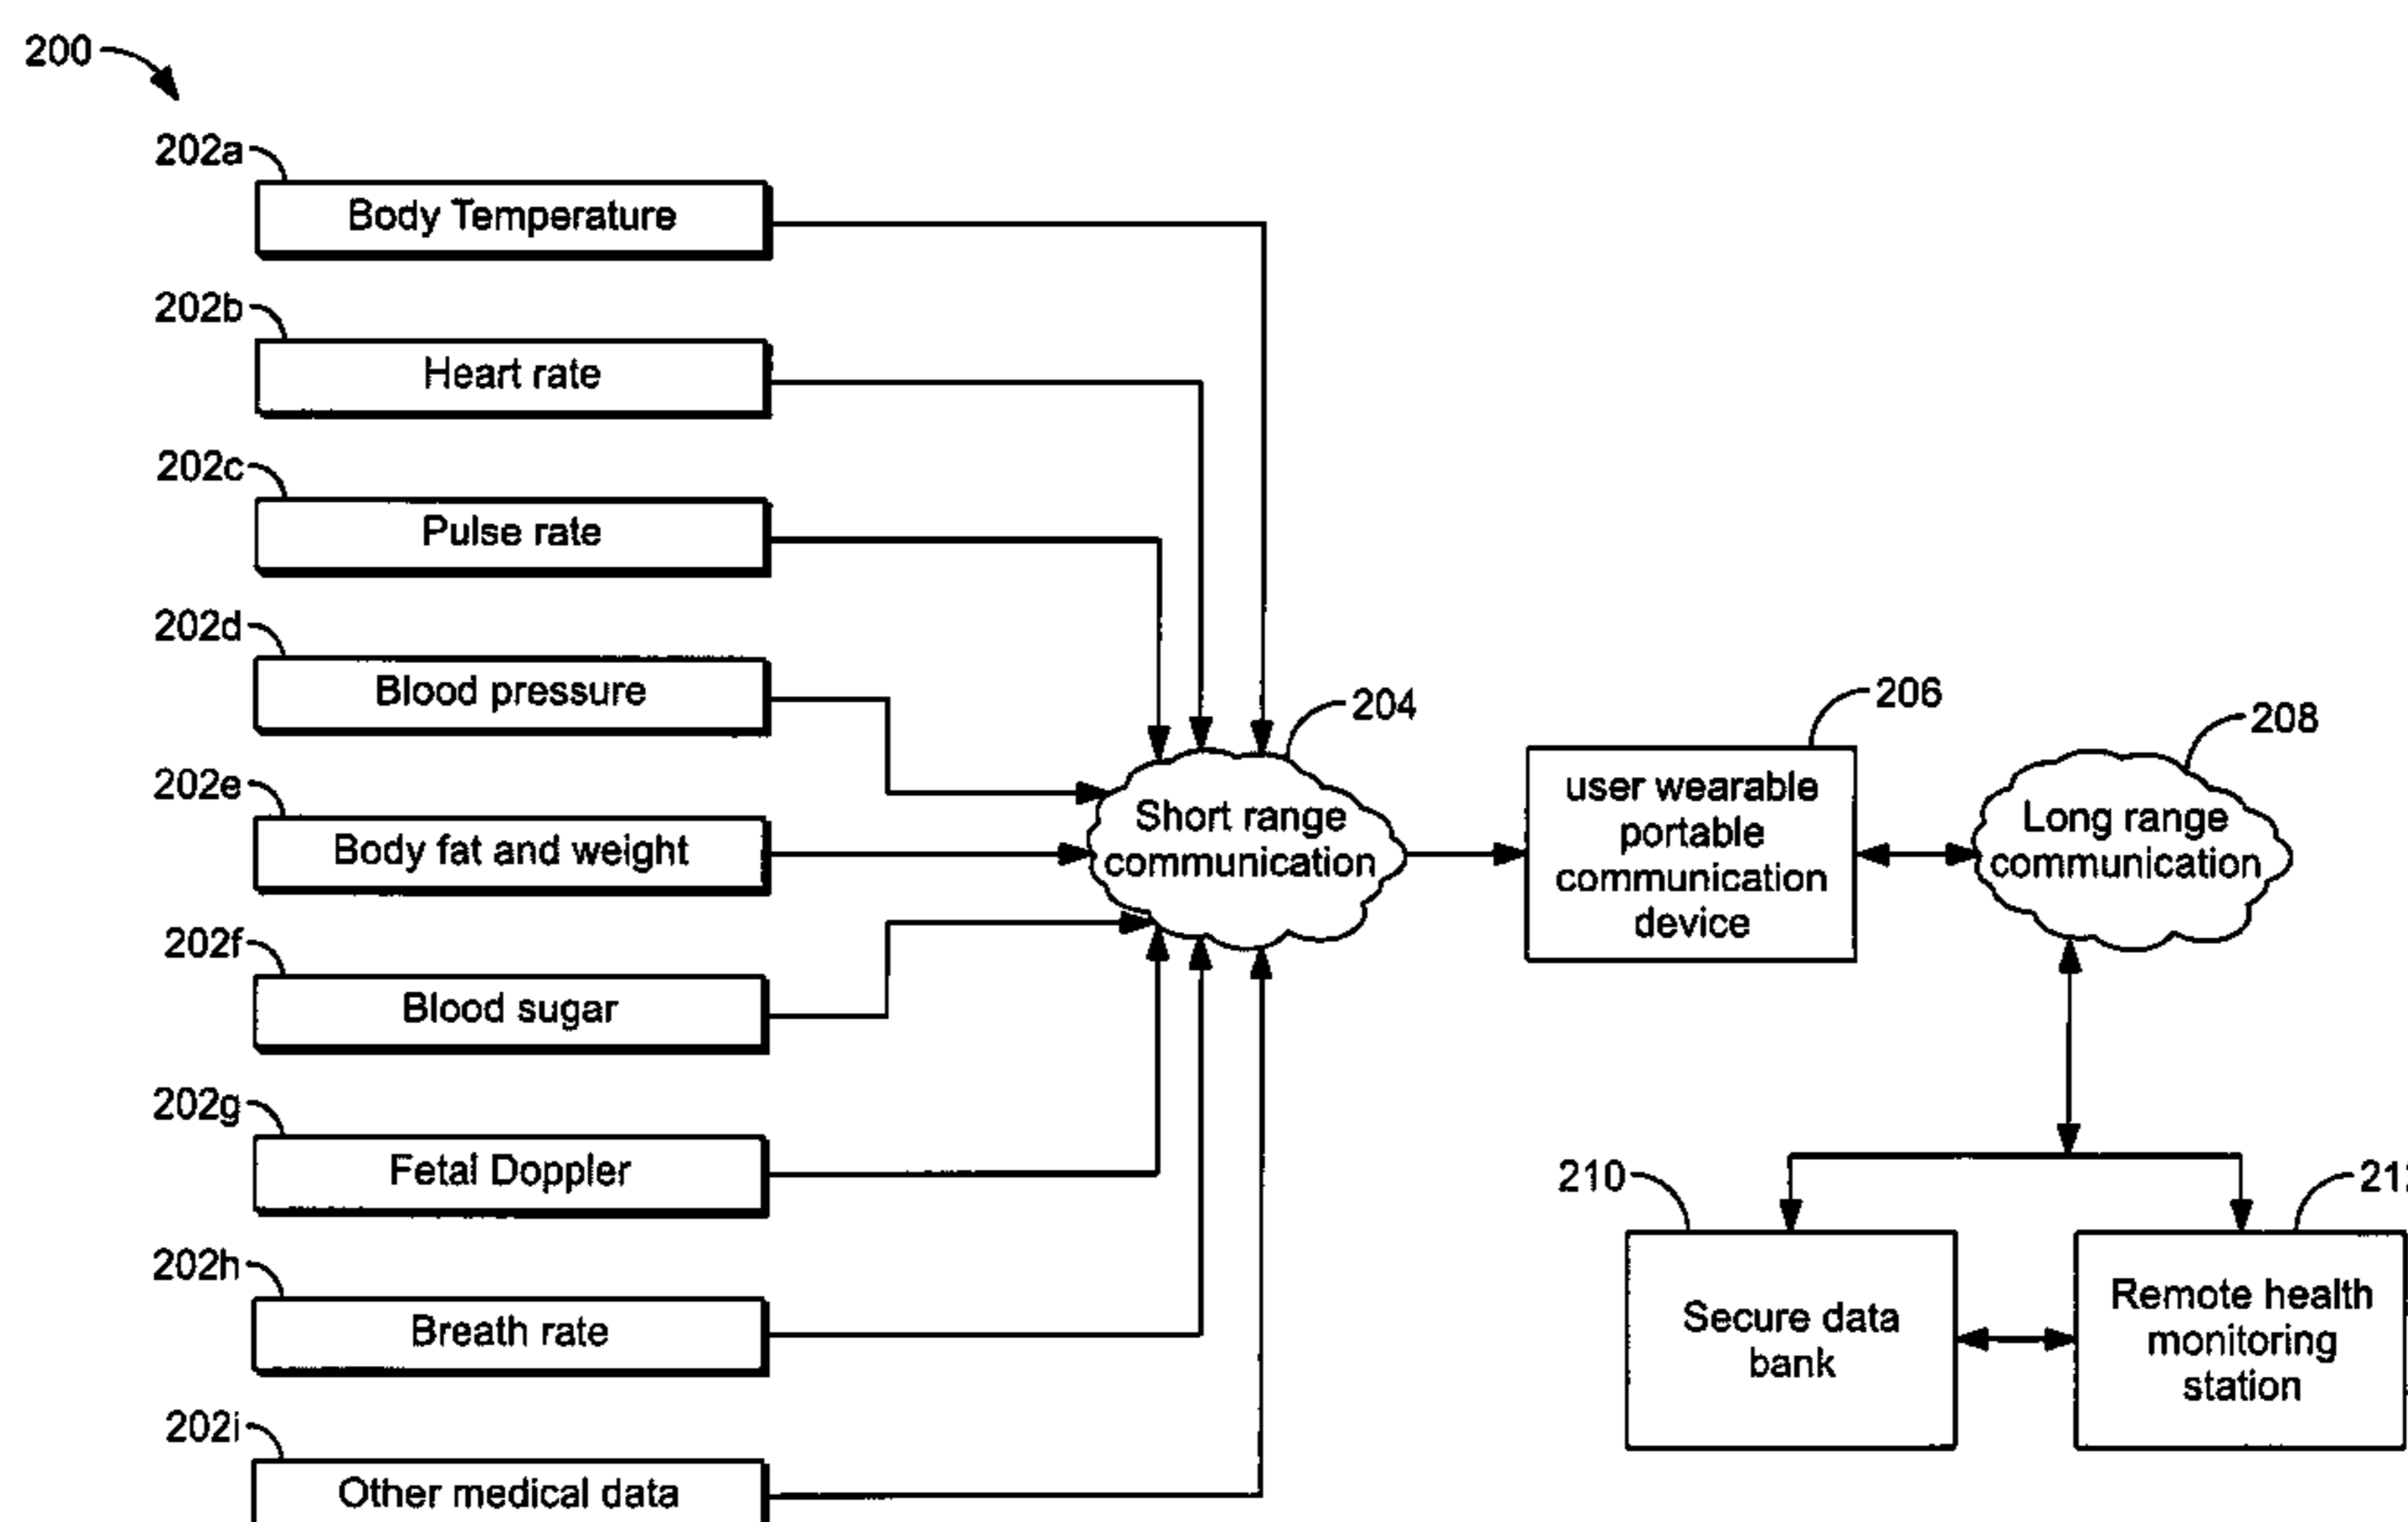 200
202a
Body Temperature
202b
Heart rate
202c
Pulse rate
202d
Blood pressure
202e
Body fat and weight
202f
Blood sugar
202g
Fetal Doppler
202h
Breath rate
202i
Other medical data
204
Short range
communication
206
user wearable
portable
communication
device
208
Long range
communication
210
Secure data
bank
Remote health
monitoring
station